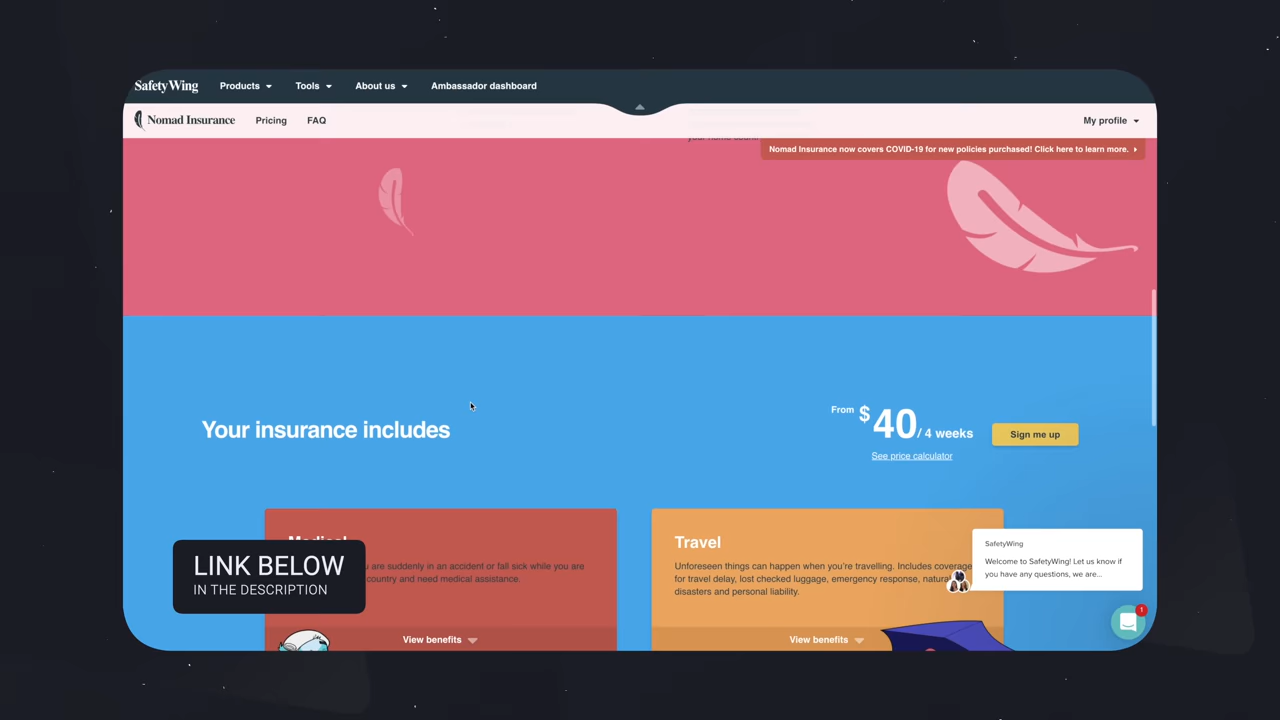 SafetyWing Products Tools About us Ambassador dashboard
Nomad Insurance Pricing FAQ My profile
Nomad Insurance now covers COVID-19 for new policies purchased! Click here to learn more.
Your insurance includes
From $40/ 4 weeks
Sign me up
See price calculator
Medical
are suddenly in an accident or fall sick while you are
country and need medical assistance.
View benefits
Travel
Unforeseen things can happen when you're travelling. Includes coverage
for travel delay, lost checked luggage, emergency response, natural
disasters and personal liability.
View benefits
LINK BELOW
IN THE DESCRIPTION
SafetyWing
Welcome to SafetyWing! Let us know if
you have any questions, we are...
1